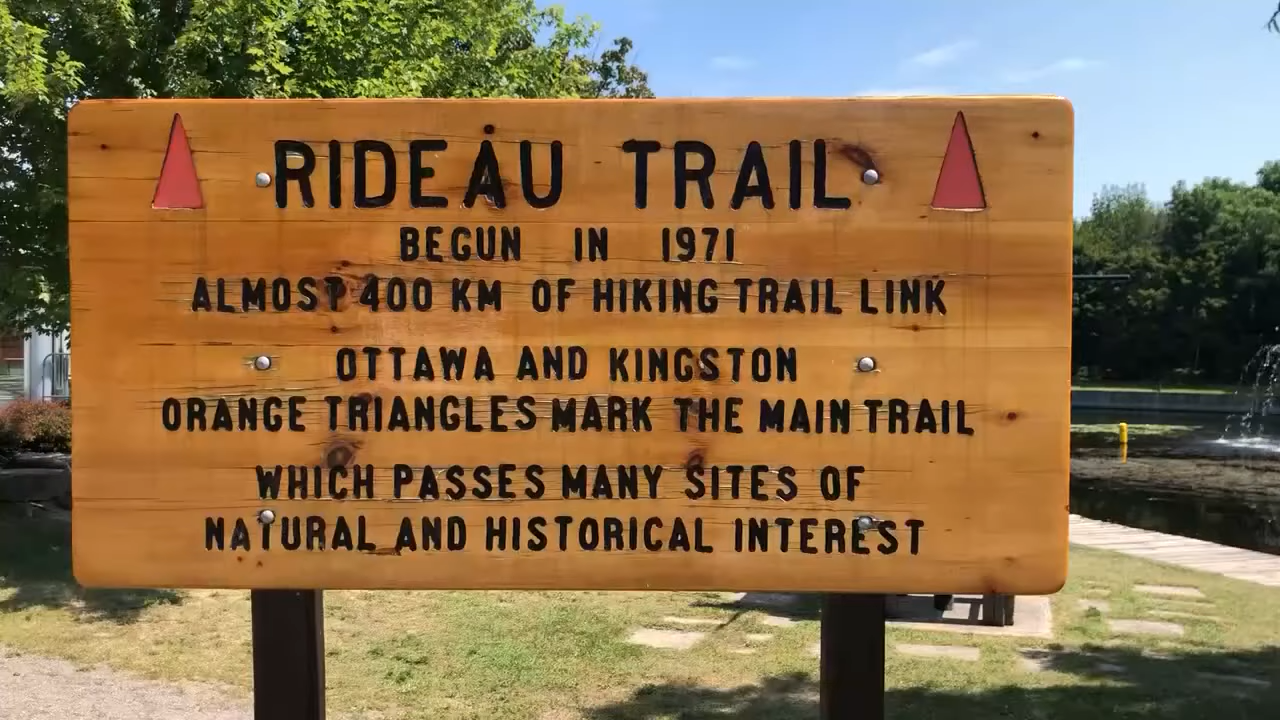 RIDEAU TRAIL
BEGUN IN 1971
ALMOST 400 KM OF HIKING TRAIL LINK
OTTAWA AND KINGSTON
ORANGE TRIANGLES MARK THE MAIN TRAIL
WHICH PASSES MANY SITES OF
NATURAL AND HISTORICAL INTEREST